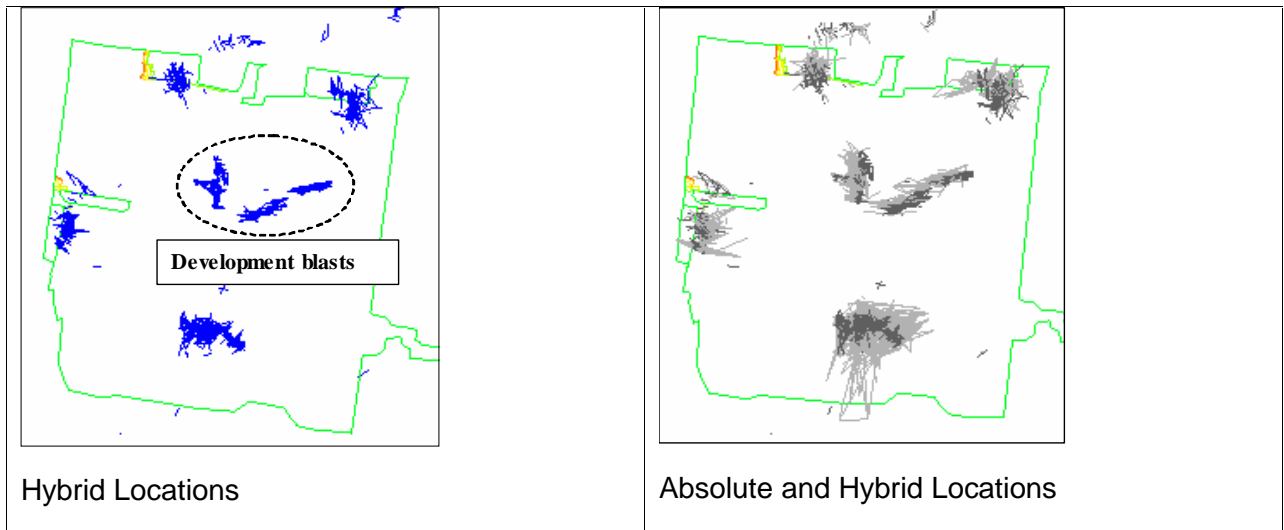 Development blasts
Hybrid Locations
Absolute and Hybrid Locations